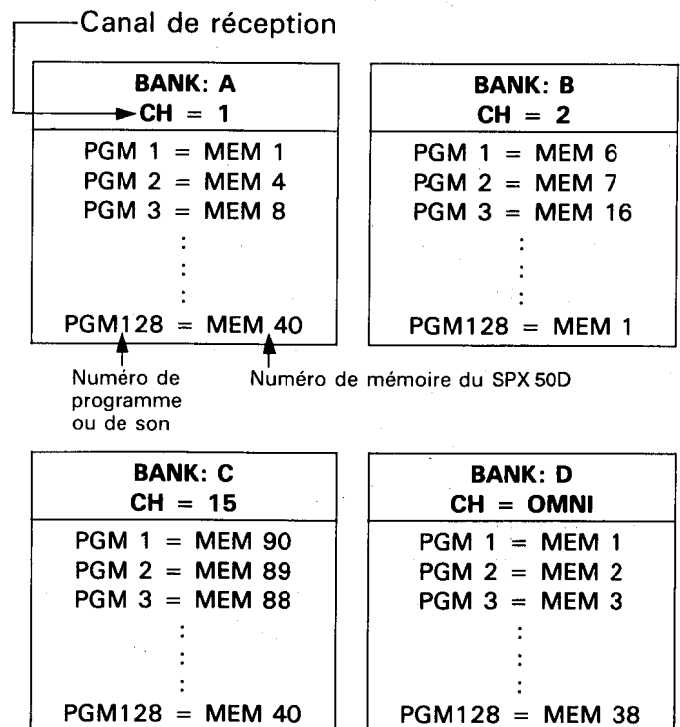 Canal de réception
BANK: A
CH = 1
PGM 1 = MEM 1
PGM 2 = MEM 4
PGM 3 = MEM 8
:
:
:
PGM128 = MEM 40
Numéro de
programme
ou de son
Numéro de mémoire du SPX 50D
BANK: B
CH = 2
PGM 1 = MEM 6
PGM 2 = MEM 7
PGM 3 = MEM 16
:
:
:
PGM128 = MEM 1
BANK: C
CH = 15
PGM 1 = MEM 90
PGM 2 = MEM 89
PGM 3 = MEM 88
:
:
:
PGM128 = MEM 40
BANK: D
CH = OMNI
PGM 1 = MEM 1
PGM 2 = MEM 2
PGM 3 = MEM 3
:
:
:
PGM128 = MEM 38